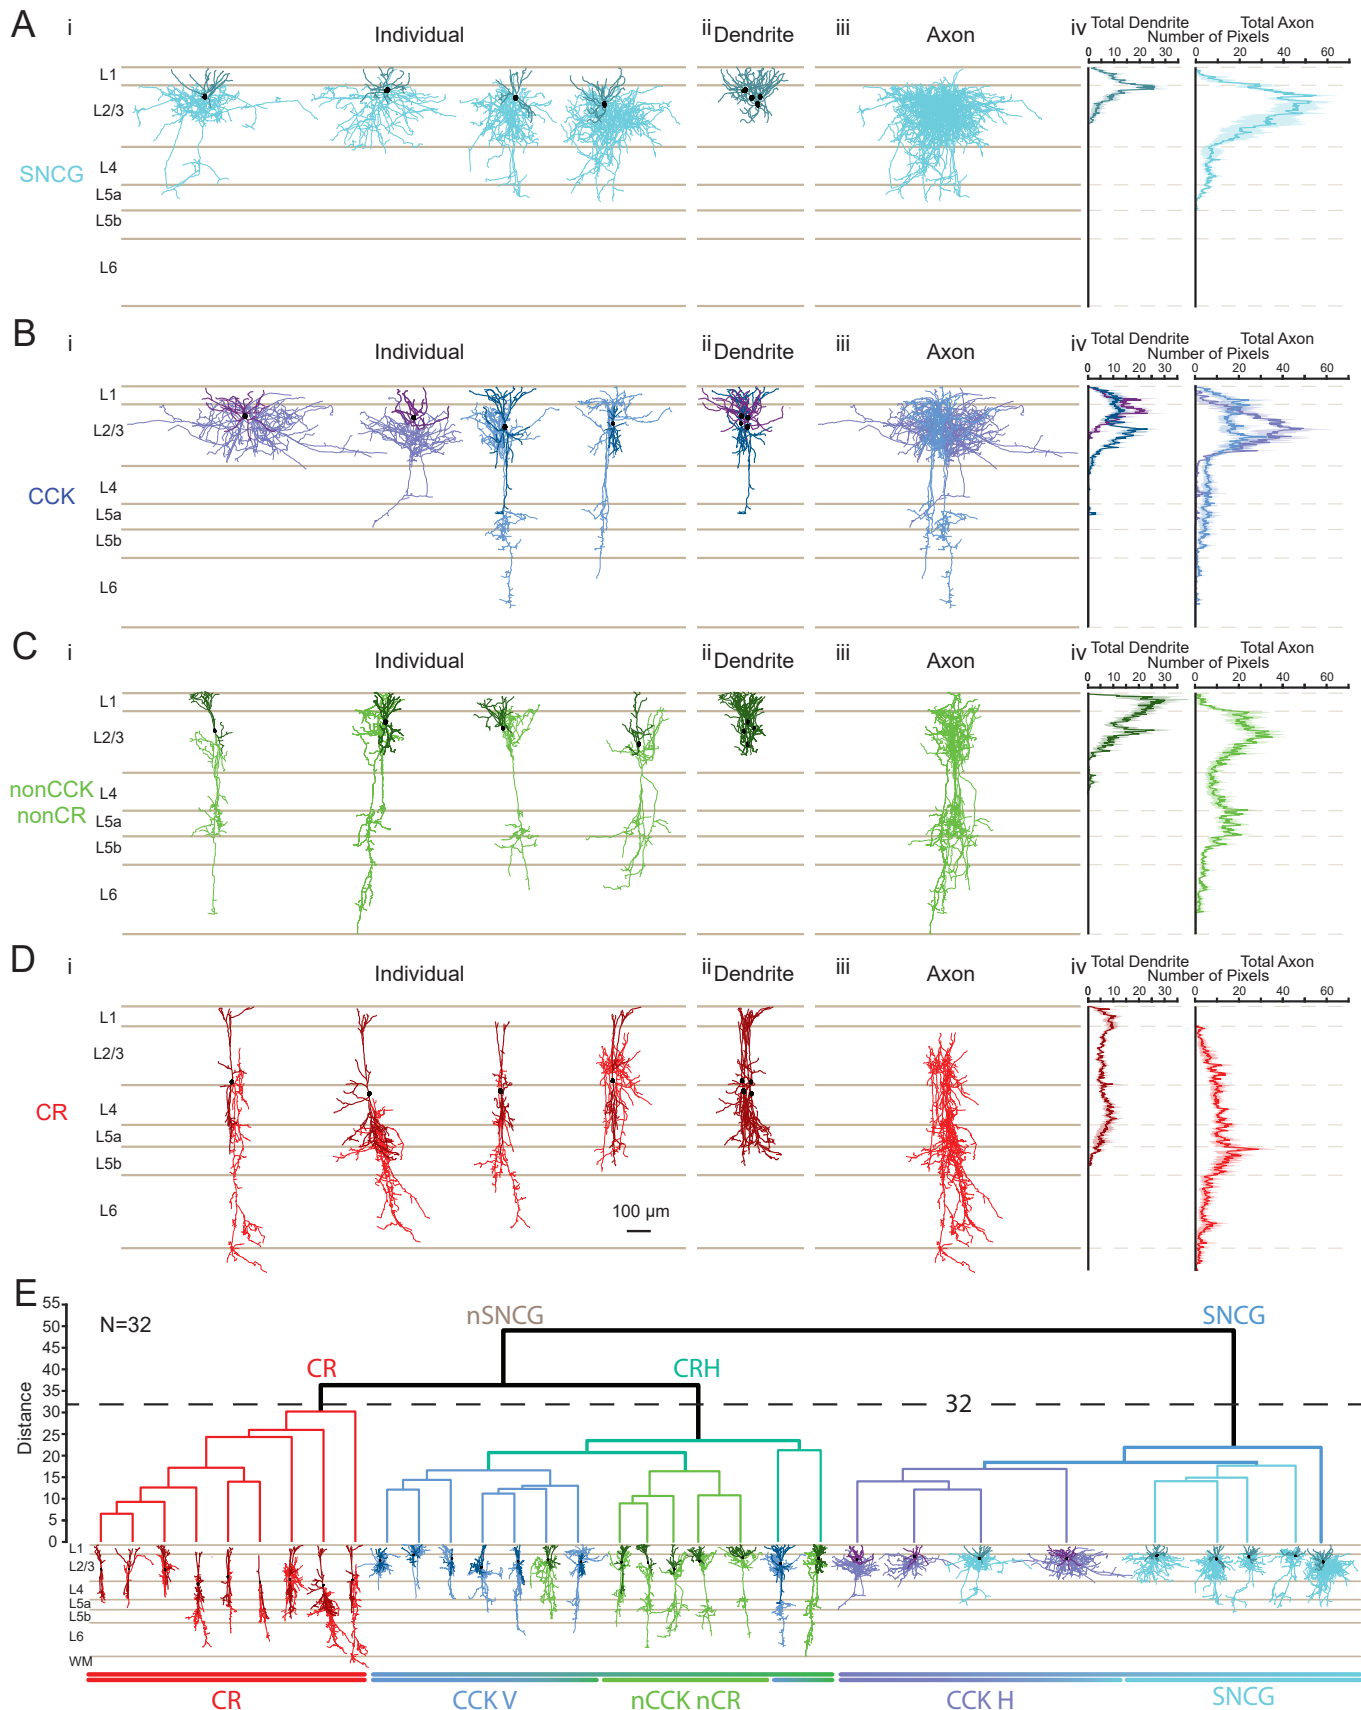 A i Individual ii Dendrite iii Axon iv Total Dendrite Total Axon
Number of Pixels
0 10 20 30 0 20 40 60
L1
L2/3
L4
SNCG
L5a
L5b
L6
B i Individual ii Dendrite iii Axon iv Total Dendrite Total Axon
Number of Pixels
0 10 20 30 0 20 40 60
L1
L2/3
L4
CCK
L5a
L5b
L6
C i Individual ii Dendrite iii Axon iv Total Dendrite Total Axon
Number of Pixels
0 10 20 30 0 20 40 60
L1
L2/3
nonCCK
nonCR
L4
L5a
L5b
L6
D i Individual ii Dendrite iii Axon iv Total Dendrite Total Axon
Number of Pixels
0 10 20 30 0 20 40 60
L1
L2/3
CR
L4
L5a
L5b
L6
100 µm
E
N=32
nSNCG SNCG
CR CRH
32
Distance
55
50
45
40
35
30
25
20
15
10
5
0
L1
L2/3
L4
L5a
L5b
L6
WM
CR CCK V nCCK nCR CCK H SNCG